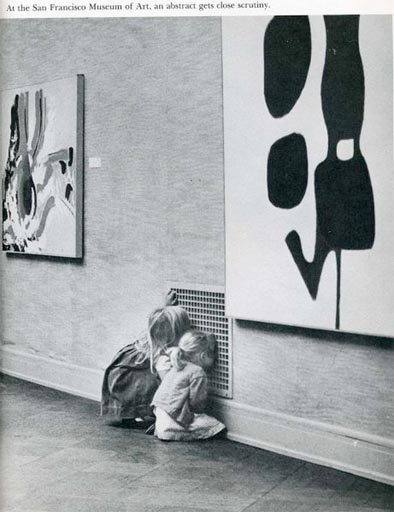 At the San Francisco Museum of Art, an abstract gets close scrutiny.